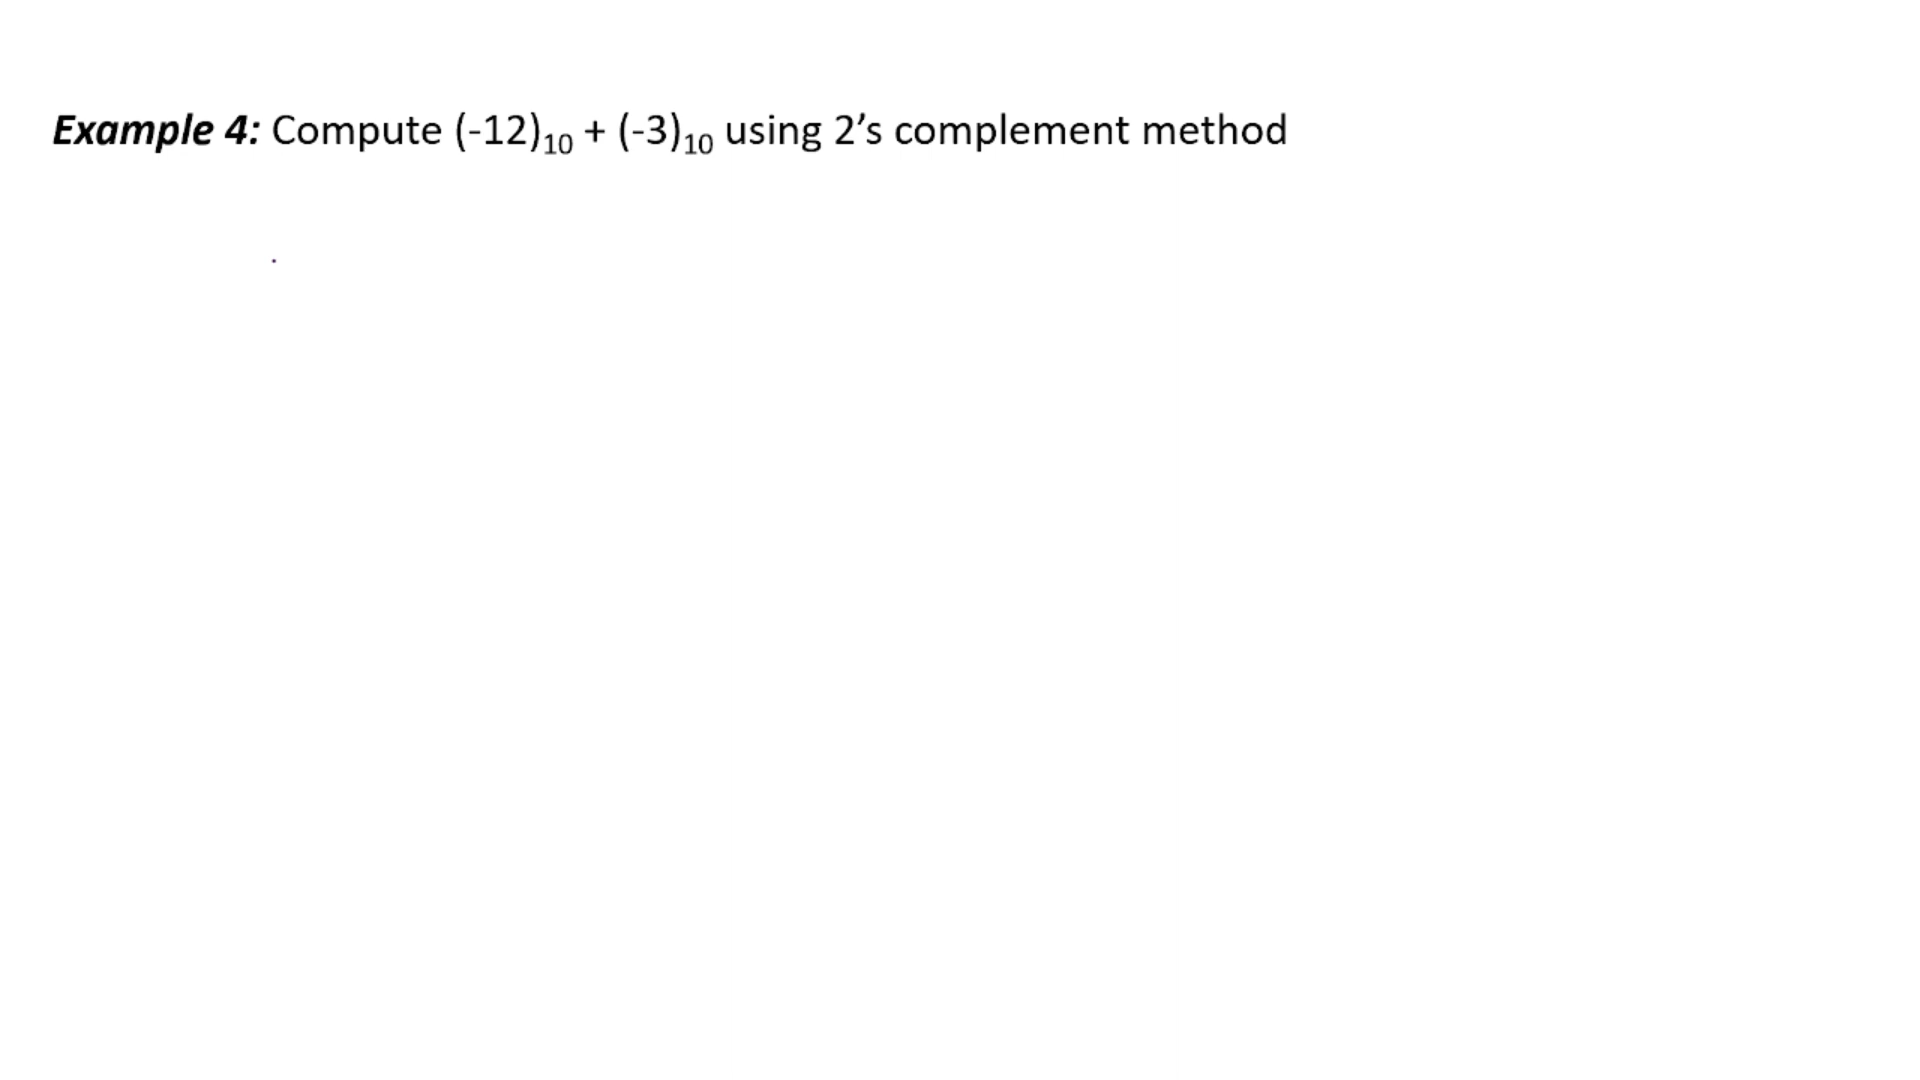 Example 4: Compute (-12)₁₀ + (-3)₁₀ using 2’s complement method